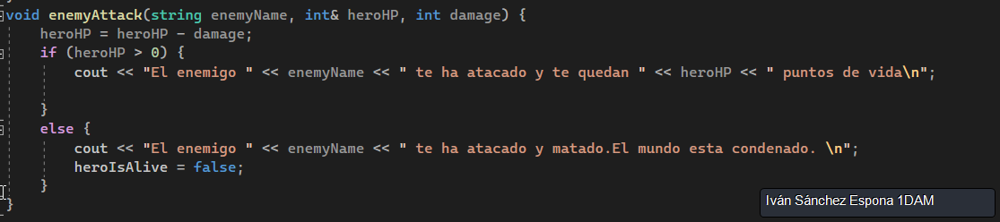 void enemyAttack(string enemyName, int& heroHP, int damage) {
    heroHP = heroHP - damage;
    if (heroHP > 0) {
        cout << "El enemigo " << enemyName << " te ha atacado y te quedan " << heroHP << " puntos de vida\n";
    }
    else {
        cout << "El enemigo " << enemyName << " te ha atacado y matado.El mundo esta condenado. \n";
        heroIsAlive = false;
    }
}
Iván Sánchez Espona 1DAM